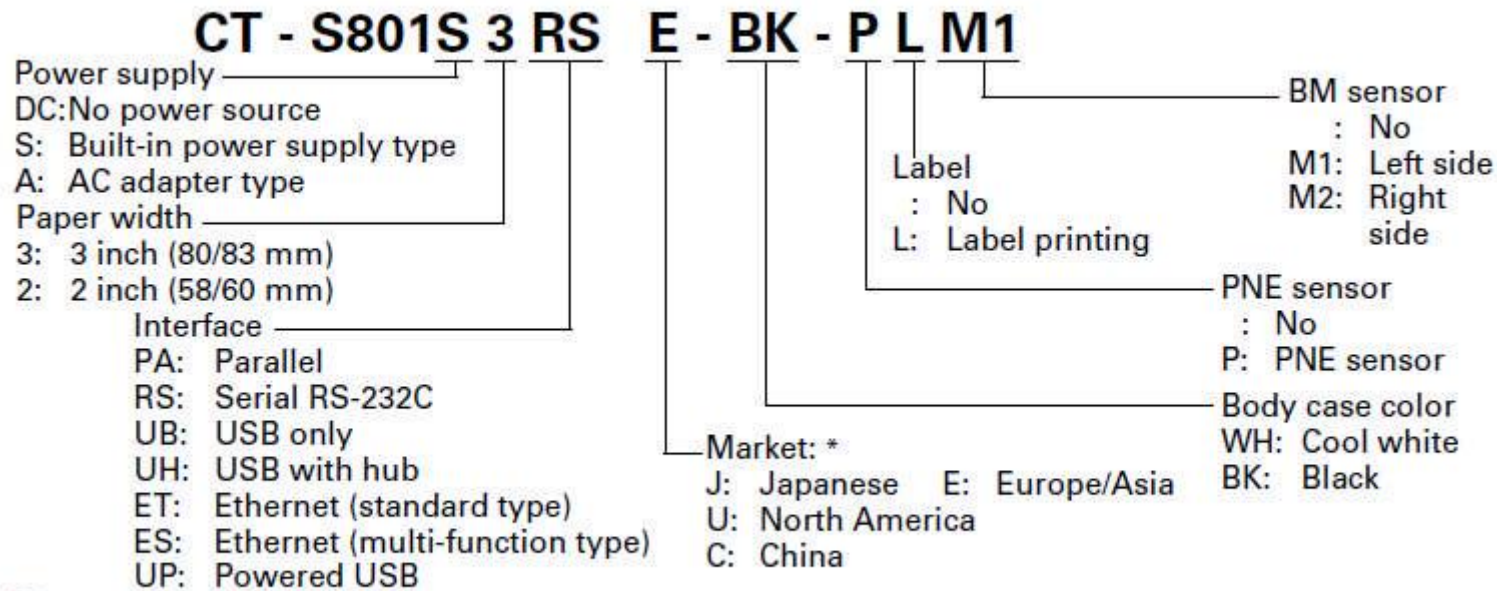 CT - S801S 3 RS E - BK - P L M1
Power supply
DC:No power source
S: Built-in power supply type
A: AC adapter type
Paper width
3: 3 inch (80/83 mm)
2: 2 inch (58/60 mm)
Interface
PA: Parallel
RS: Serial RS-232C
UB: USB only
UH: USB with hub
ET: Ethernet (standard type)
ES: Ethernet (multi-function type)
UP: Powered USB
Market: *
J: Japanese E: Europe/Asia
U: North America
C: China
Label
: No
L: Label printing
BM sensor
: No
M1: Left side
M2: Right
side
PNE sensor
: No
P: PNE sensor
Body case color
WH: Cool white
BK: Black